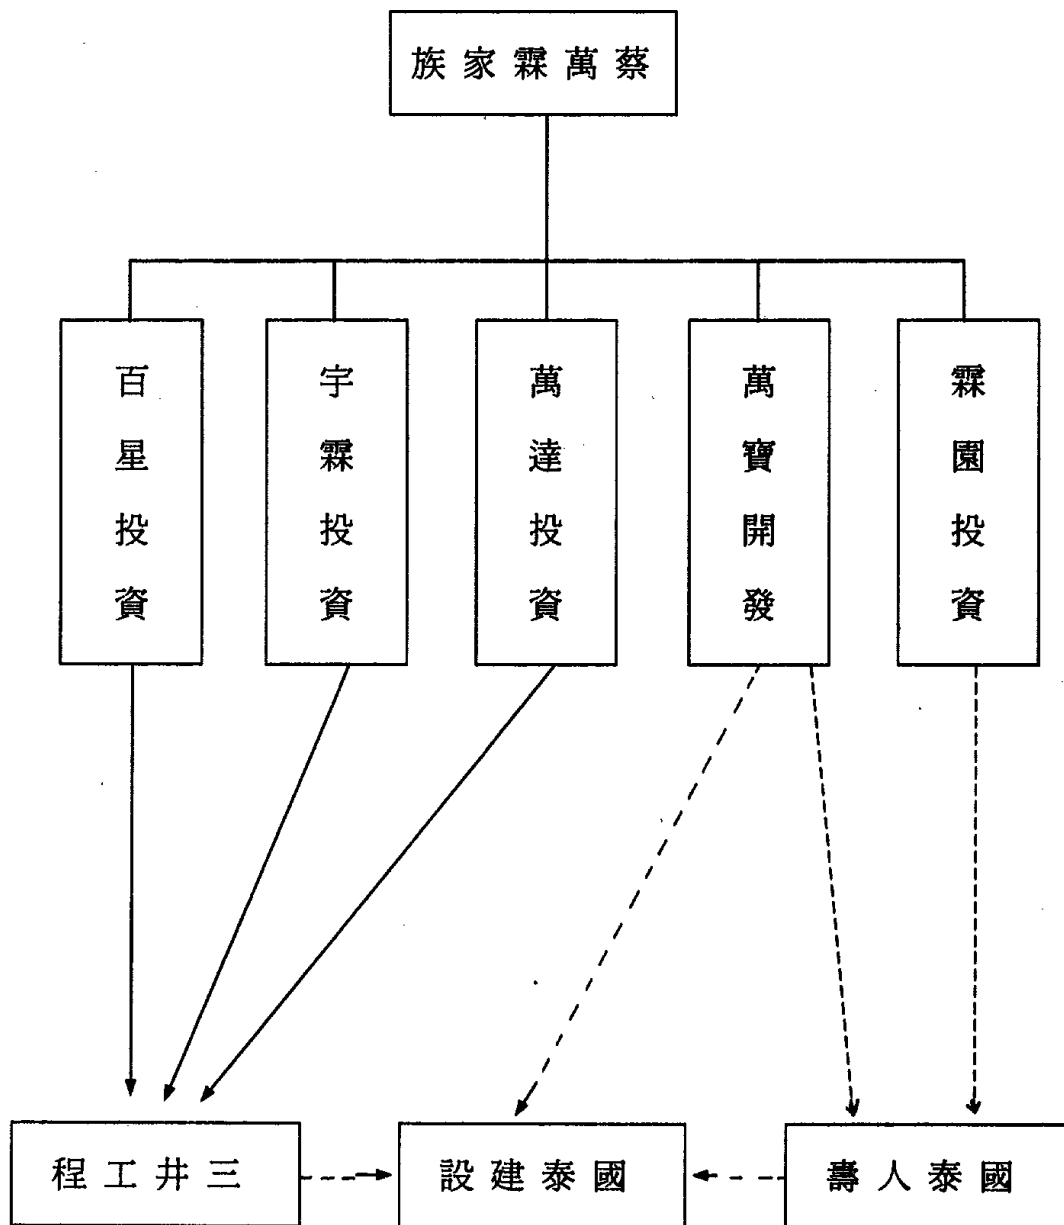 蔡萬霖家族
霖園投資
萬寶開發
萬達投資
宇霖投資
百星投資
國泰人壽
國泰建設
三井工程